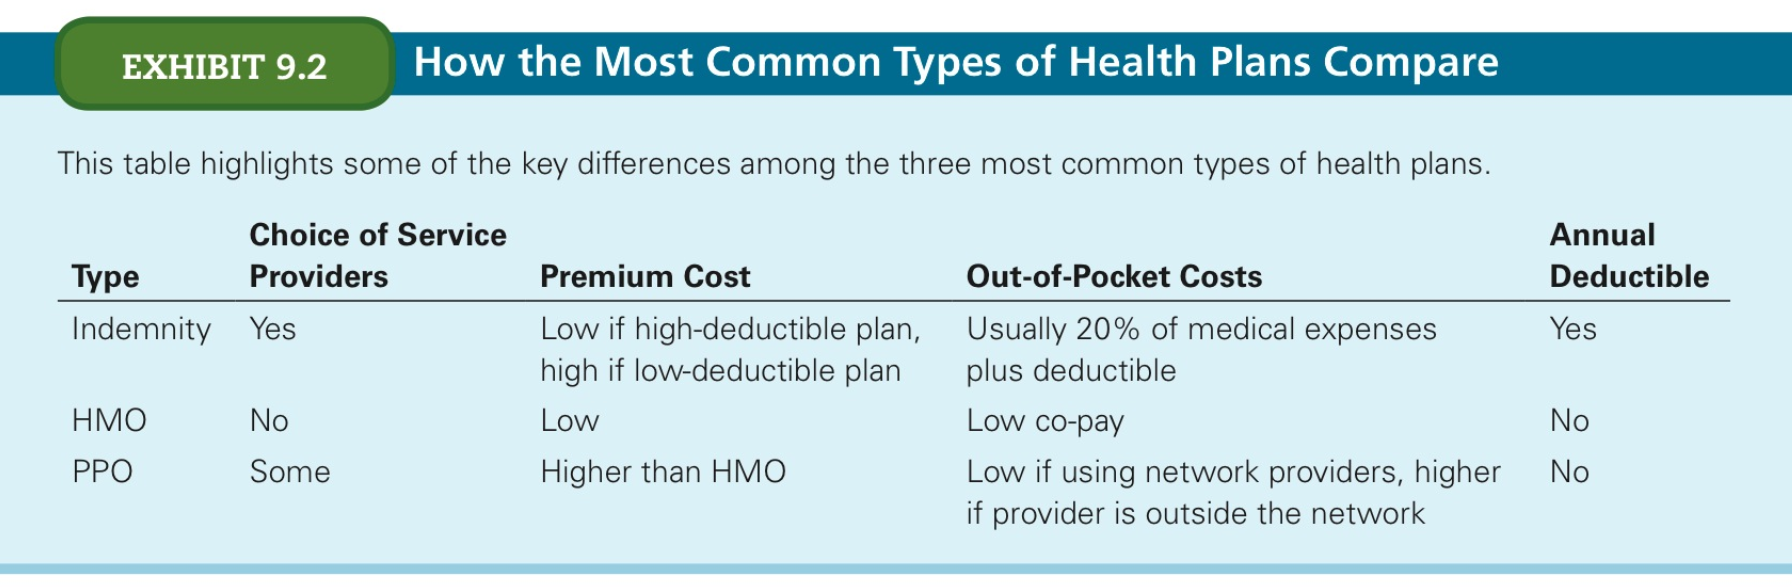 EXHIBIT 9.2
How the Most Common Types of Health Plans Compare
This table highlights some of the key differences among the three most common types of health plans.
Type Choice of Service Providers Premium Cost Out-of-Pocket Costs Annual Deductible
Indemnity Yes Low if high-deductible plan, high if low-deductible plan Usually 20% of medical expenses plus deductible Yes
HMO No Low Low co-pay No
PPO Some Higher than HMO Low if using network providers, higher if provider is outside the network No